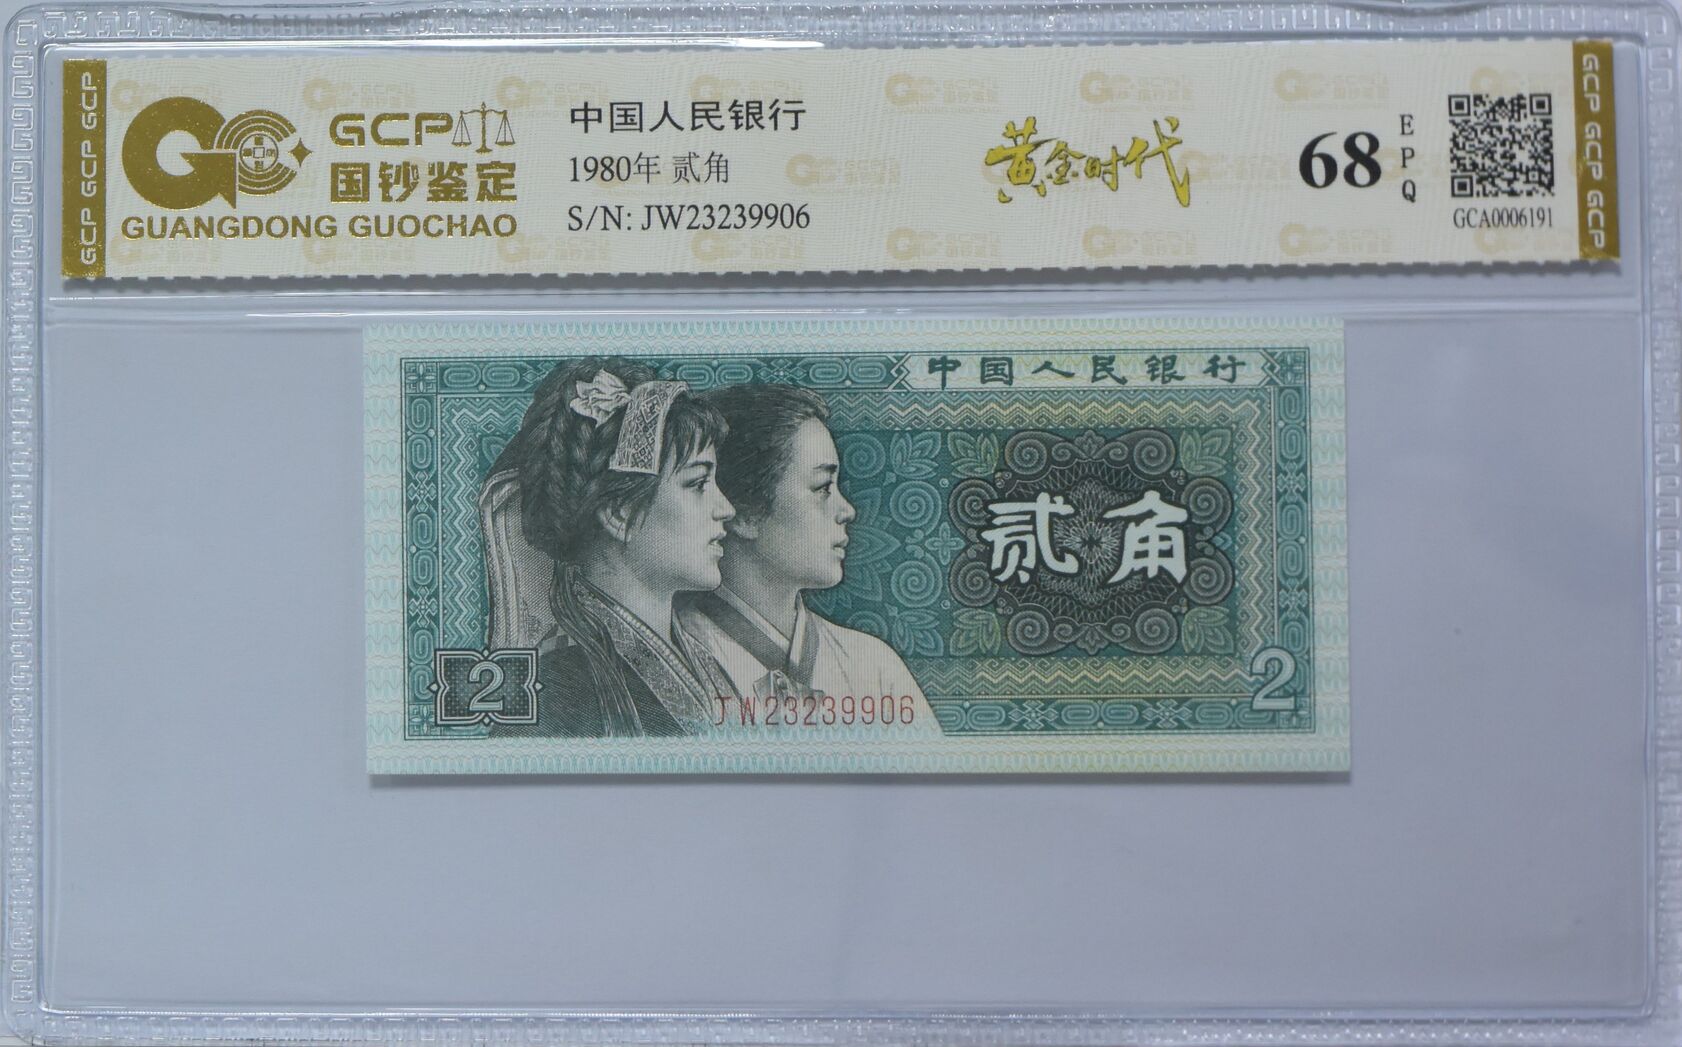 GCP GCP GCP
GCP
国钞鉴定
GUANGDONG GUOCHAO
中国人民银行
1980年 贰角
S/N: JW23239906
黄金时代
68
EPQ
GCA0006191
GCP GCP GCP
中国人民银行
贰角
2
JW23239906
2